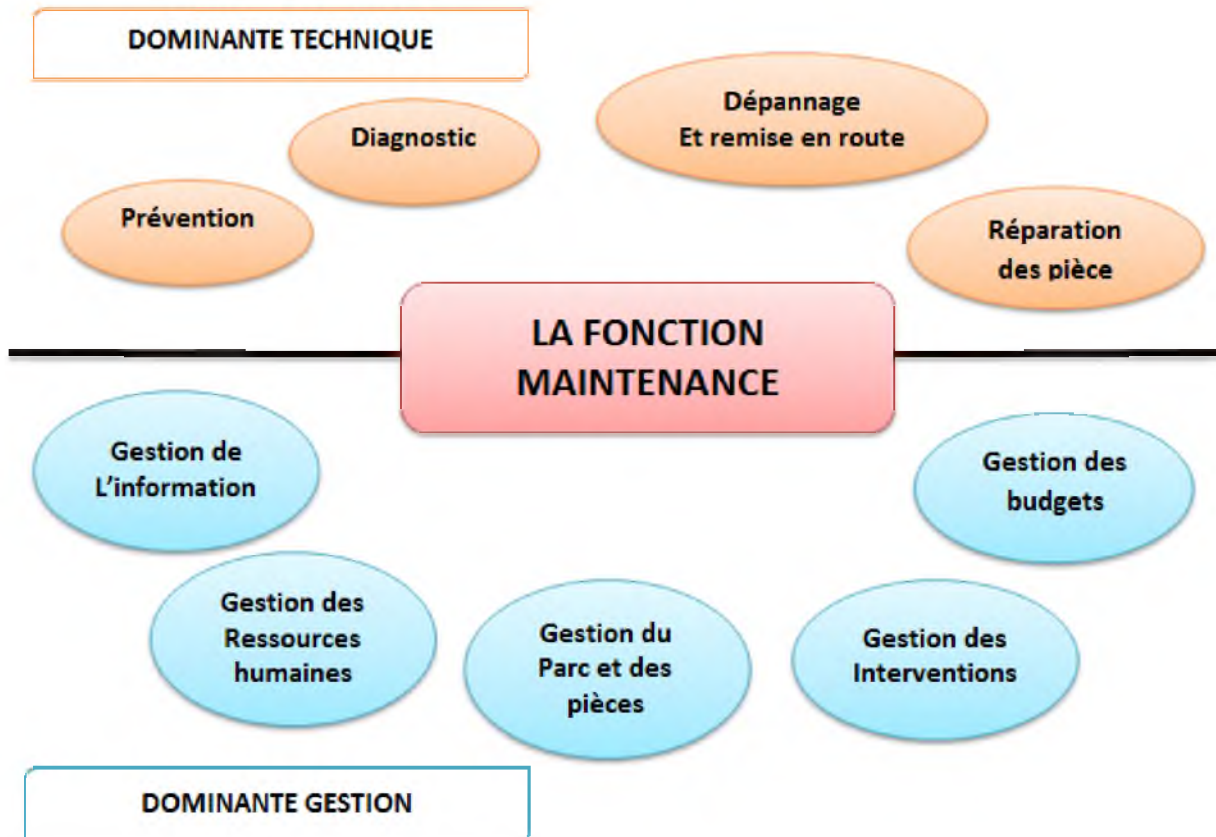 DOMINANTE TECHNIQUE
Diagnostic
Dépannage
Et remise en route
Prévention
Réparation
des pièce
LA FONCTION
MAINTENANCE
Gestion de
L'information
Gestion des
budgets
Gestion des
Ressources
humaines
Gestion du
Parc et des
pièces
Gestion des
Interventions
DOMINANTE GESTION